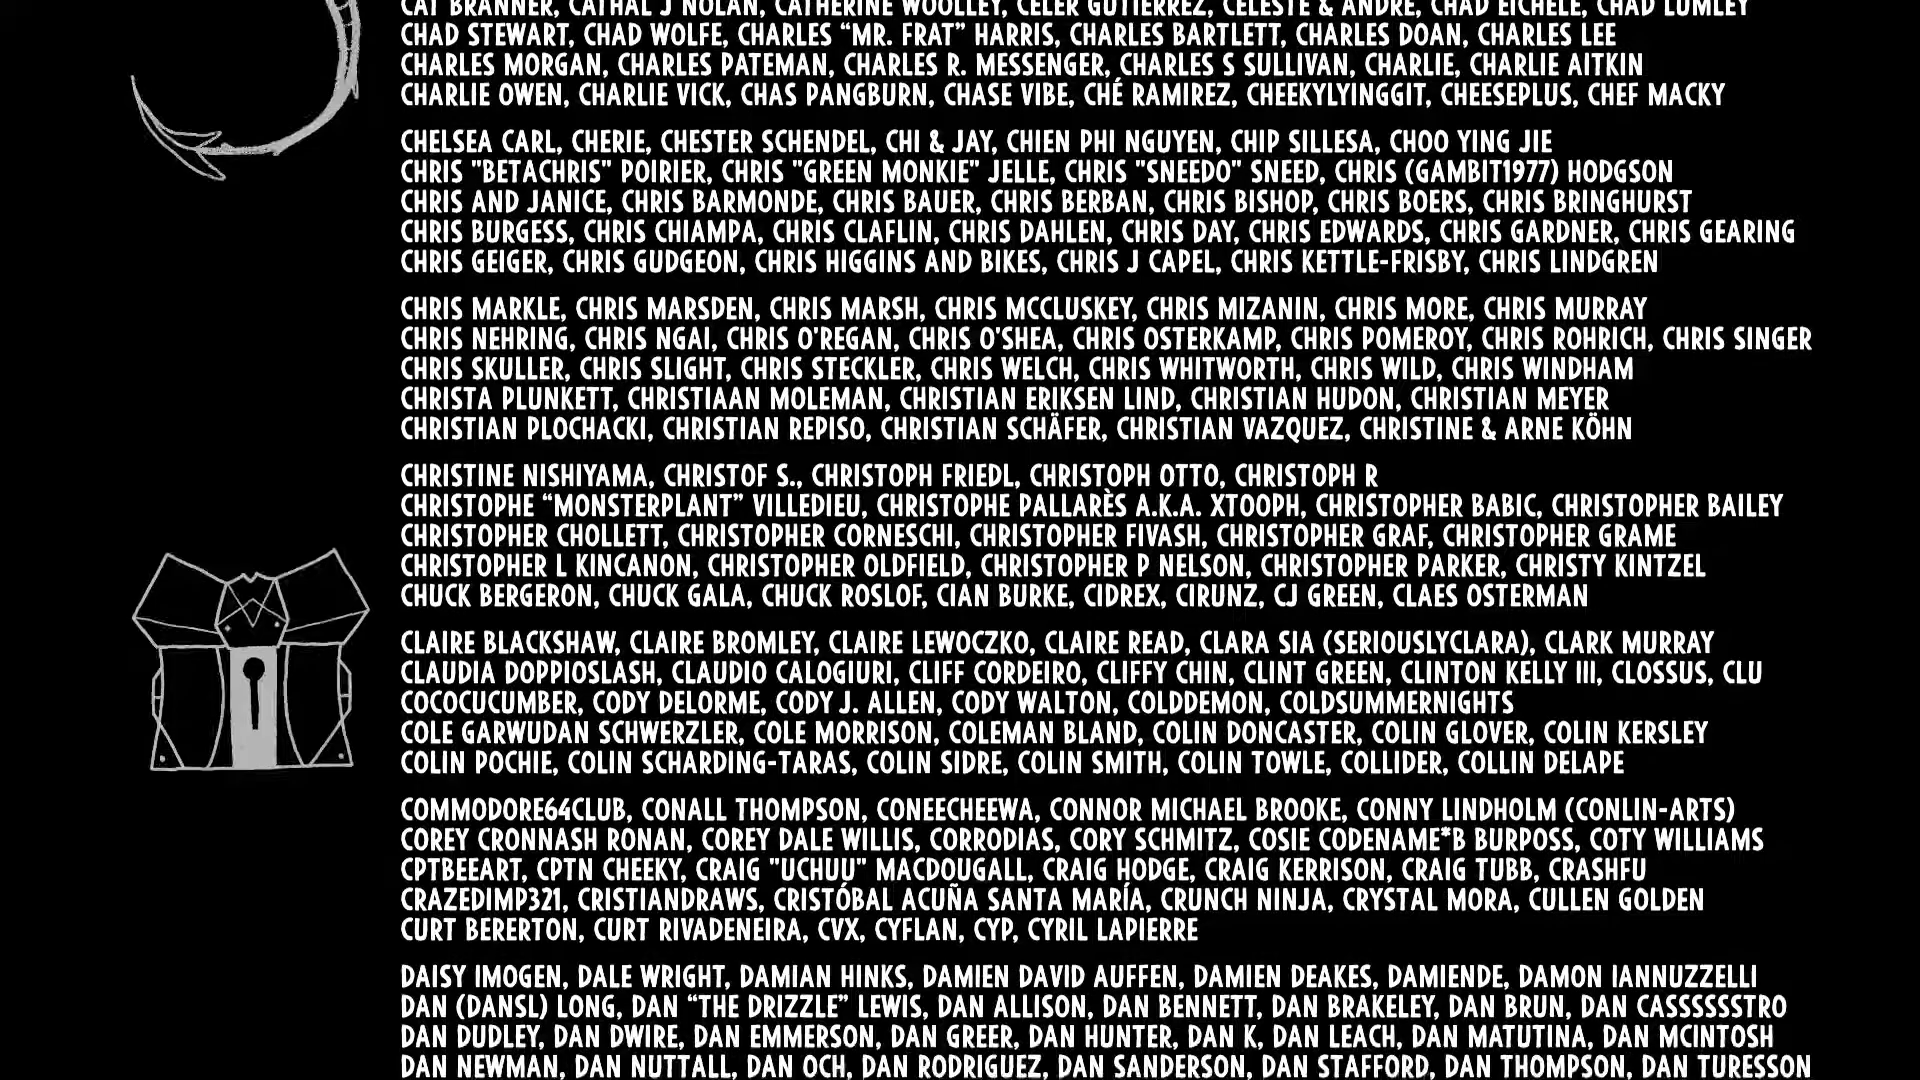 CAT BRANNER, CATHAL J NOLAN, CATHERINE WOOLLEY, CELER GUTIERREZ, CELESTE & ANDRE, CHAD EICHELE, CHAD LUMLEY
CHAD STEWART, CHAD WOLFE, CHARLES “MR. FRAT” HARRIS, CHARLES BARTLETT, CHARLES DOAN, CHARLES LEE
CHARLES MORGAN, CHARLES PATEMAN, CHARLES R. MESSENGER, CHARLES S SULLIVAN, CHARLIE, CHARLIE AITKIN
CHARLIE OWEN, CHARLIE VICK, CHAS PANGBURN, CHASE VIBE, CHÉ RAMIREZ, CHEEKYLYINGGIT, CHEESEPLUS, CHEF MACKY
CHELSEA CARL, CHERIE, CHESTER SCHENDEL, CHI & JAY, CHIEN PHI NGUYEN, CHIP SILLESA, CHOO YING JIE
CHRIS "BETACHRIS" POIRIER, CHRIS "GREEN MONKIE" JELLE, CHRIS "SNEEDO" SNEED, CHRIS (GAMBIT1977) HODGSON
CHRIS AND JANICE, CHRIS BARMONDE, CHRIS BAUER, CHRIS BERBAN, CHRIS BISHOP, CHRIS BOERS, CHRIS BRINGHURST
CHRIS BURGESS, CHRIS CHIAMPA, CHRIS CLAFLIN, CHRIS DAHLEN, CHRIS DAY, CHRIS EDWARDS, CHRIS GARDNER, CHRIS GEARING
CHRIS GEIGER, CHRIS GUDGEON, CHRIS HIGGINS AND BIKES, CHRIS J CAPEL, CHRIS KETTLE-FRISBY, CHRIS LINDGREN
CHRIS MARKLE, CHRIS MARSDEN, CHRIS MARSH, CHRIS MCCLUSKEY, CHRIS MIZANIN, CHRIS MORE, CHRIS MURRAY
CHRIS NEHRING, CHRIS NGAI, CHRIS O'REGAN, CHRIS O'SHEA, CHRIS OSTERKAMP, CHRIS POMEROY, CHRIS ROHRICH, CHRIS SINGER
CHRIS SKULLER, CHRIS SLIGHT, CHRIS STECKLER, CHRIS WELCH, CHRIS WHITWORTH, CHRIS WILD, CHRIS WINDHAM
CHRISTA PLUNKETT, CHRISTIAAN MOLEMAN, CHRISTIAN ERIKSEN LIND, CHRISTIAN HUDON, CHRISTIAN MEYER
CHRISTIAN PLOCHACKI, CHRISTIAN REPISO, CHRISTIAN SCHÄFER, CHRISTIAN VAZQUEZ, CHRISTINE & ARNE KÖHN
CHRISTINE NISHIYAMA, CHRISTOF S., CHRISTOPH FRIEDL, CHRISTOPH OTTO, CHRISTOPH R
CHRISTOPHE “MONSTERPLANT” VILLEDIEU, CHRISTOPHE PALLARÈS A.K.A. XTOOPH, CHRISTOPHER BABIC, CHRISTOPHER BAILEY
CHRISTOPHER CHOLLETT, CHRISTOPHER CORNESCHI, CHRISTOPHER FIVASH, CHRISTOPHER GRAF, CHRISTOPHER GRAME
CHRISTOPHER L KINCANON, CHRISTOPHER OLDFIELD, CHRISTOPHER P NELSON, CHRISTOPHER PARKER, CHRISTY KINTZEL
CHUCK BERGERON, CHUCK GALA, CHUCK ROSLOF, CIAN BURKE, CIDREX, CIRUNZ, CJ GREEN, CLAES OSTERMAN
CLAIRE BLACKSHAW, CLAIRE BROMLEY, CLAIRE LEWOCZKO, CLAIRE READ, CLARA SIA (SERIOUSLYCLARA), CLARK MURRAY
CLAUDIA DOPPIOSLASH, CLAUDIO CALOGIURI, CLIFF CORDEIRO, CLIFFY CHIN, CLINT GREEN, CLINTON KELLY III, CLOSSUS, CLU
COCOCUCUMBER, CODY DELORME, CODY J. ALLEN, CODY WALTON, COLDDEMON, COLDSUMMERNIGHTS
COLE GARWUDAN SCHWERZLER, COLE MORRISON, COLEMAN BLAND, COLIN DONCASTER, COLIN GLOVER, COLIN KERSLEY
COLIN POCHIE, COLIN SCHARDING-TARAS, COLIN SIDRE, COLIN SMITH, COLIN TOWLE, COLLIDER, COLLIN DELAPE
COMMODORE64CLUB, CONALL THOMPSON, CONEECHEEWA, CONNOR MICHAEL BROOKE, CONNY LINDHOLM (CONLIN-ARTS)
COREY CRONNASH RONAN, COREY DALE WILLIS, CORRODIAS, CORY SCHMITZ, COSIE CODENAME*B BURPOSS, COTY WILLIAMS
CPTBEEART, CPTN CHEEKY, CRAIG "UCHUU" MACDOUGALL, CRAIG HODGE, CRAIG KERRISON, CRAIG TUBB, CRASHFU
CRAZEDIMP321, CRISTIANDRAWS, CRISTÓBAL ACUÑA SANTA MARÍA, CRUNCH NINJA, CRYSTAL MORA, CULLEN GOLDEN
CURT BERERTON, CURT RIVADENEIRA, CVX, CYFLAN, CYP, CYRIL LAPIERRE
DAISY IMOGEN, DALE WRIGHT, DAMIAN HINKS, DAMIEN DAVID AUFFEN, DAMIEN DEAKES, DAMIENDE, DAMON IANNUZZELLI
DAN (DANSL) LONG, DAN “THE DRIZZLE” LEWIS, DAN ALLISON, DAN BENNETT, DAN BRAKELEY, DAN BRUN, DAN CASSSSSSTRO
DAN DUDLEY, DAN DWIRE, DAN EMMERSON, DAN GREER, DAN HUNTER, DAN K, DAN LEACH, DAN MATUTINA, DAN MCINTOSH
DAN NEWMAN, DAN NUTTALL, DAN OCH, DAN RODRIGUEZ, DAN SANDERSON, DAN STAFFORD, DAN THOMPSON, DAN TURESSON